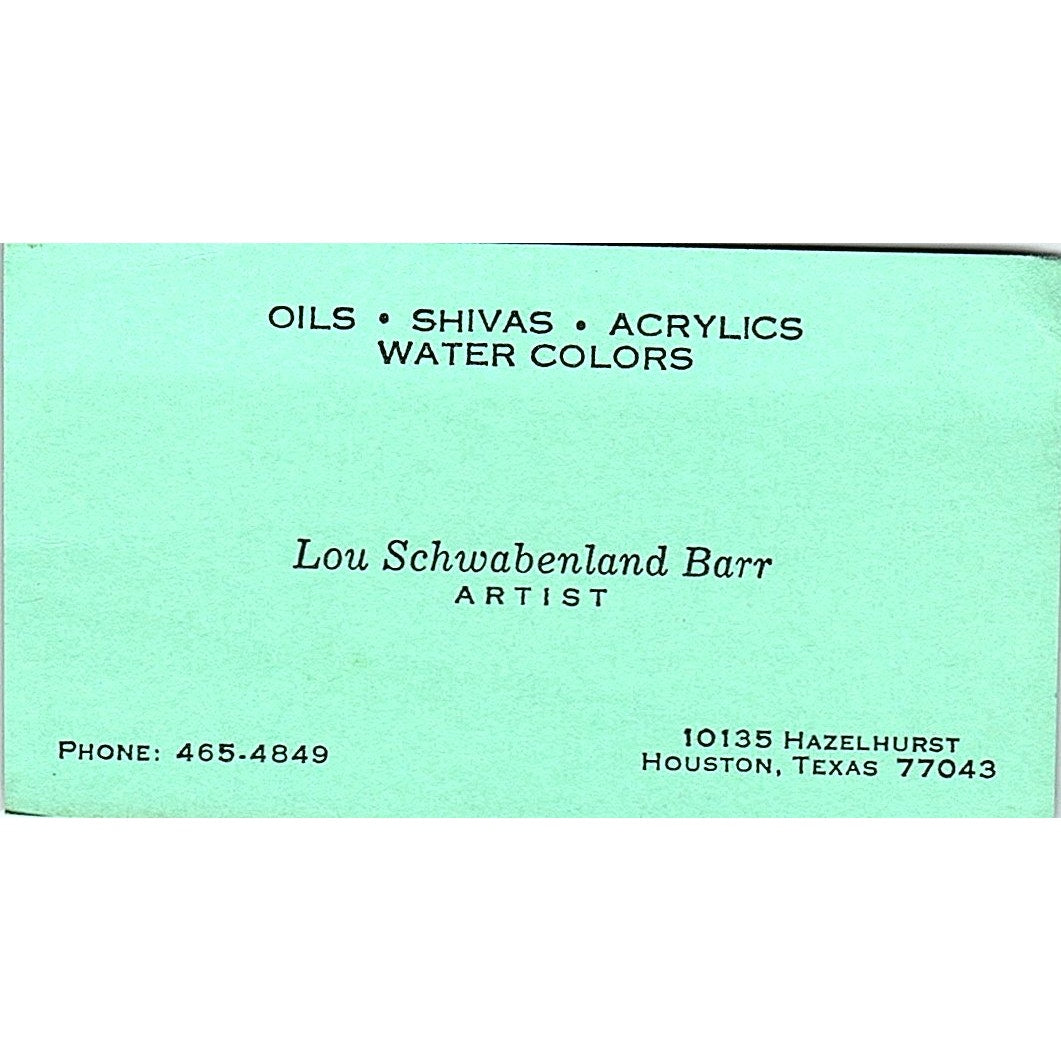 OILS • SHIVAS • ACRYLICS
WATER COLORS
Lou Schwabenland Barr
ARTIST
PHONE: 465-4849
10135 HAZELHURST
HOUSTON, TEXAS 77043